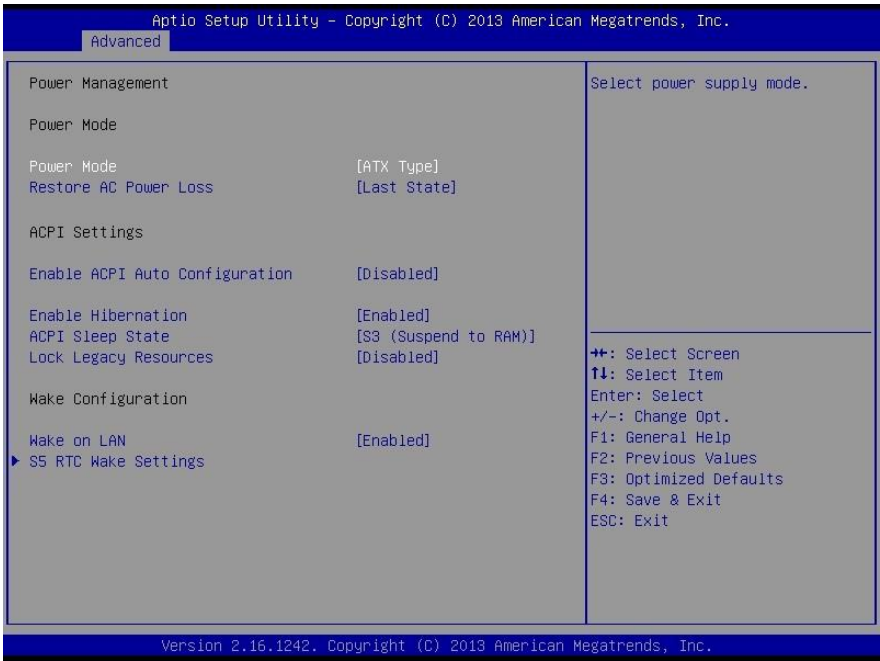 Aptio Setup Utility – Copyright (C) 2013 American Megatrends, Inc.
Advanced
Power Management
Power Mode
Power Mode [ATX Type]
Restore AC Power Loss [Last State]
ACPI Settings
Enable ACPI Auto Configuration [Disabled]
Enable Hibernation [Enabled]
ACPI Sleep State [S3 (Suspend to RAM)]
Lock Legacy Resources [Disabled]
Wake Configuration
Wake on LAN [Enabled]
▶ S5 RTC Wake Settings
Select power supply mode.
→←: Select Screen
↑↓: Select Item
Enter: Select
+/-: Change Opt.
F1: General Help
F2: Previous Values
F3: Optimized Defaults
F4: Save & Exit
ESC: Exit
Version 2.16.1242. Copyright (C) 2013 American Megatrends, Inc.